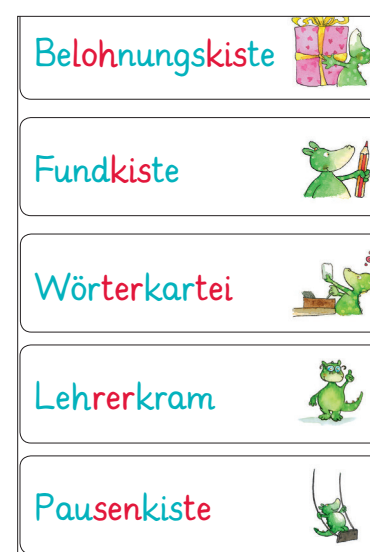 Belohnungskiste
Fundkiste
Wörterkartei
Lehrerkram
Pausenkiste